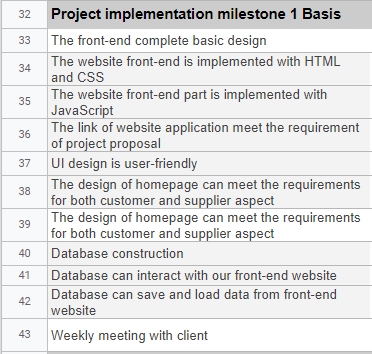 32 Project implementation milestone 1 Basis
33 The front-end complete basic design
34 The website front-end is implemented with HTML
and CSS
35 The website front-end part is implemented with
JavaScript
36 The link of website application meet the requirement
of project proposal
37 UI design is user-friendly
38 The design of homepage can meet the requirements
for both customer and supplier aspect
39 The design of homepage can meet the requirements
for both customer and supplier aspect
40 Database construction
41 Database can interact with our front-end website
42 Database can save and load data from front-end
website
43 Weekly meeting with client